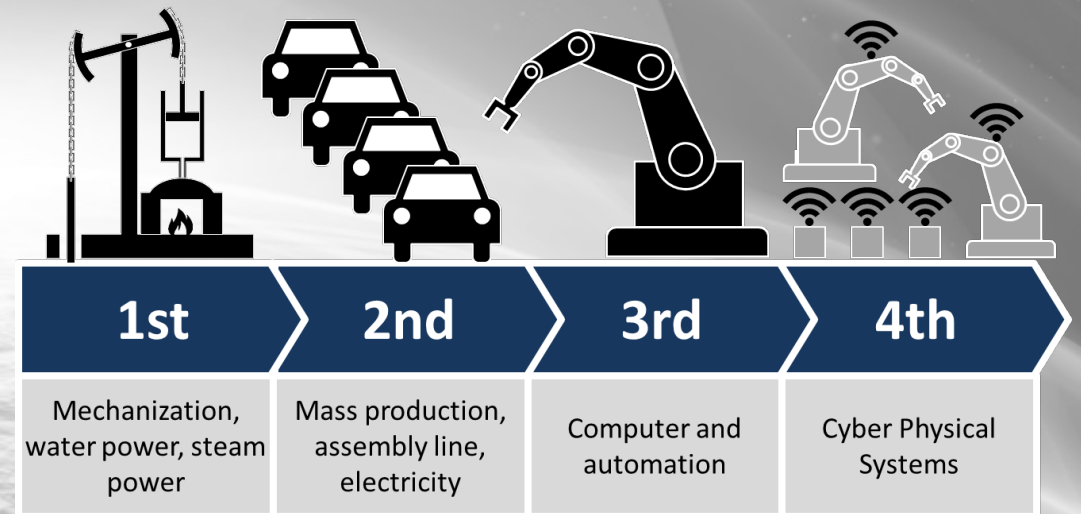 1st
2nd
3rd
4th
Mechanization,
water power, steam
power
Mass production,
assembly line,
electricity
Computer and
automation
Cyber Physical
Systems